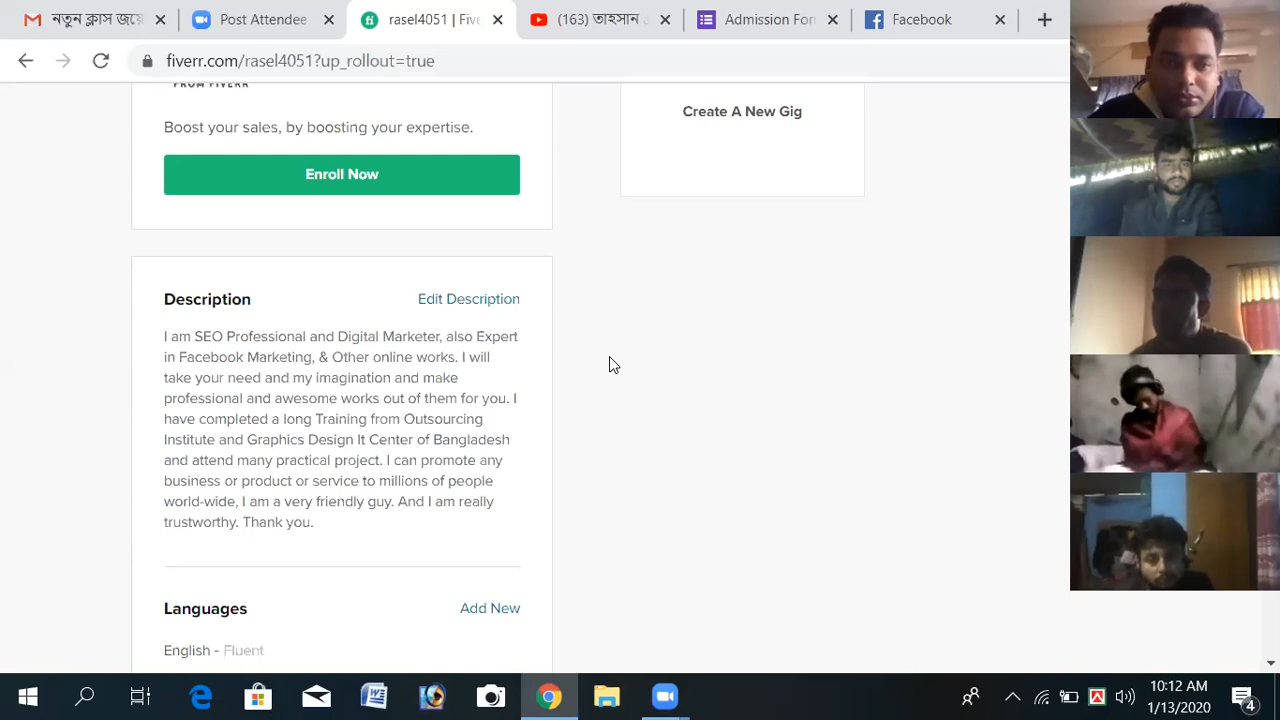 নতুন ক্লাস জয়ে
Post Attendee
rasel4051 | Five
(163) তাহসান
Admission For
Facebook
fiverr.com/rasel4051?up_rollout=true
FROM FIVERR
Boost your sales, by boosting your expertise.
Enroll Now
Create A New Gig
Description
Edit Description
I am SEO Professional and Digital Marketer, also Expert
in Facebook Marketing, & Other online works. I will
take your need and my imagination and make
professional and awesome works out of them for you. I
have completed a long Training from Outsourcing
Institute and Graphics Design It Center of Bangladesh
and attend many practical project. I can promote any
business or product or service to millions of people
world-wide, I am a very friendly guy. And I am really
trustworthy. Thank you.
Languages
Add New
English - Fluent
10:12 AM
1/13/2020
4